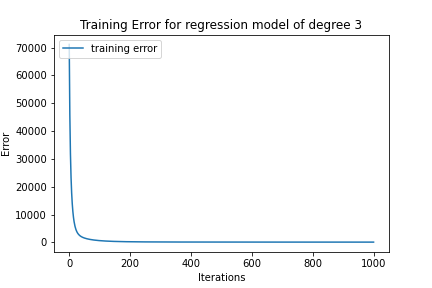 Training Error for regression model of degree 3
training error
Error
70000
60000
50000
40000
30000
20000
10000
0
0 200 400 600 800 1000
Iterations